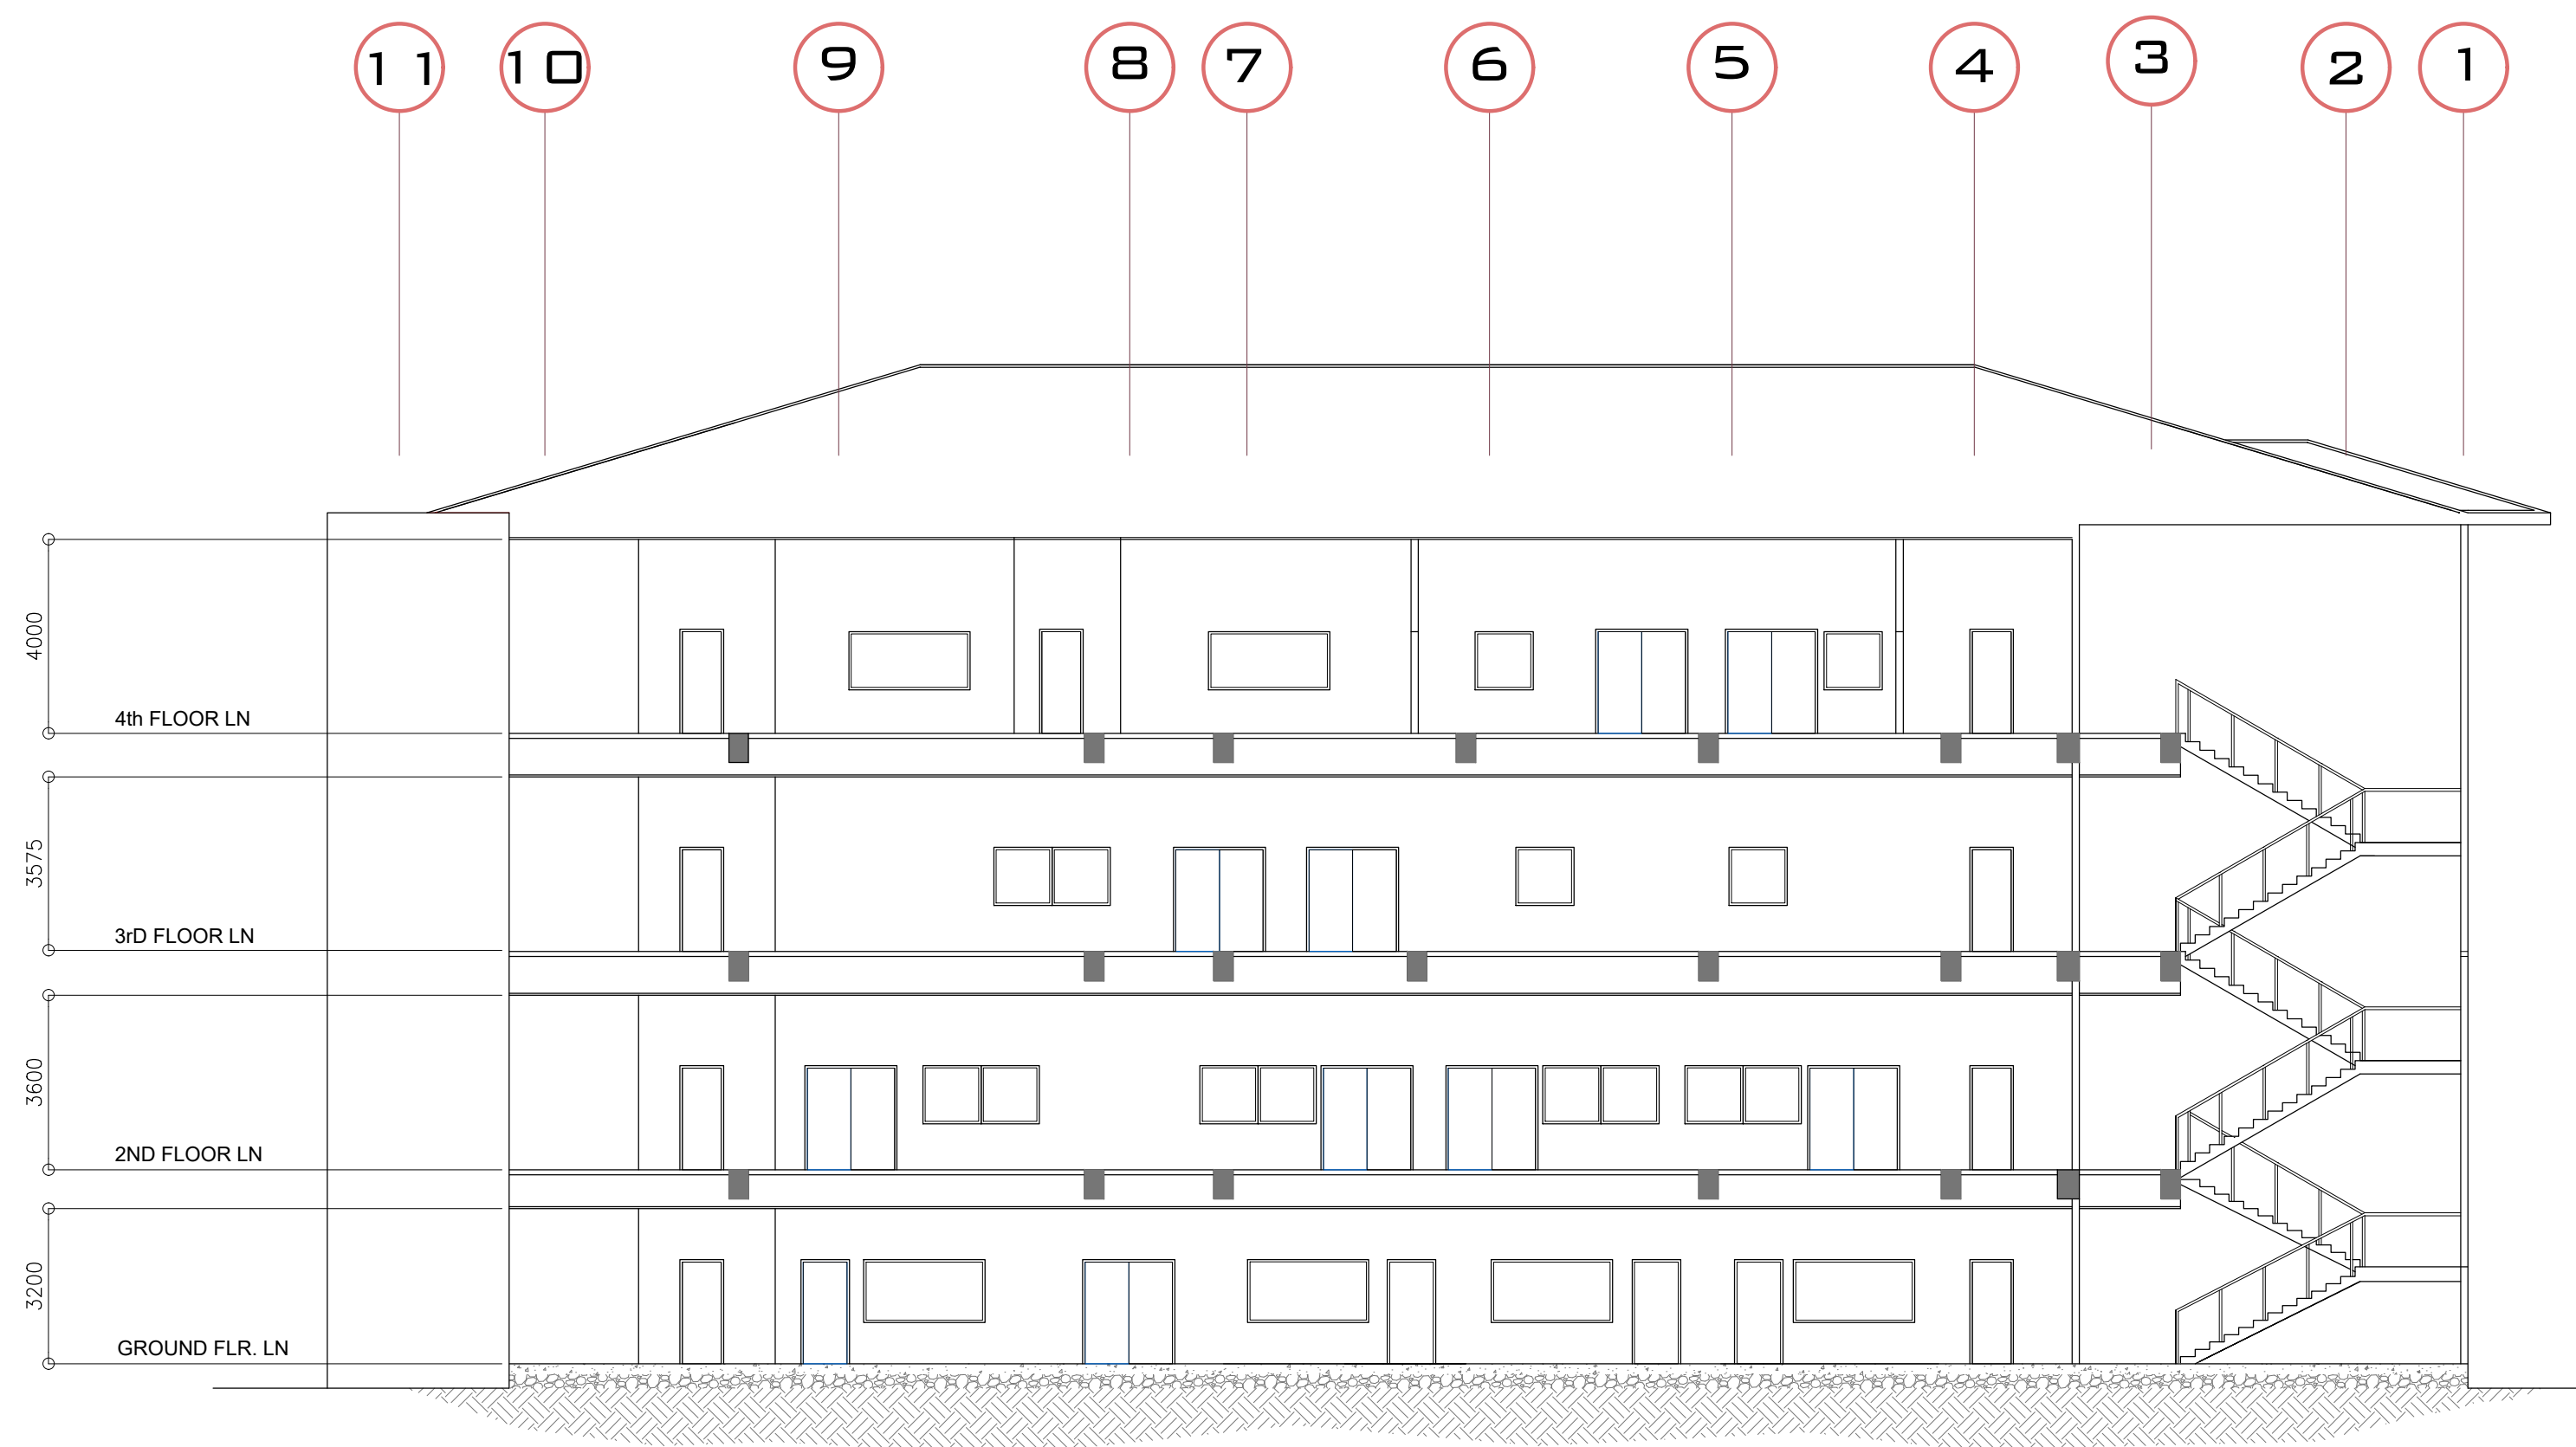 11 10 9 8 7 6 5 4 3 2 1
4000
4th FLOOR LN
3575
3rD FLOOR LN
3600
2ND FLOOR LN
3200
GROUND FLR. LN